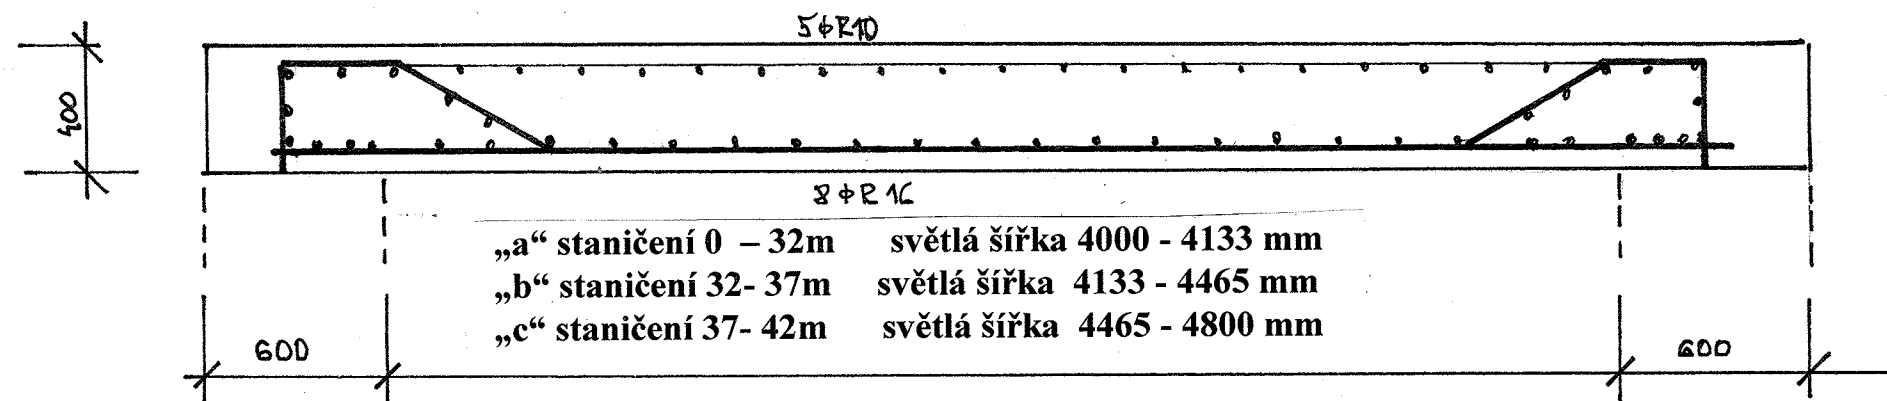 5ϕR10
400
8ϕR16
„a“ staničení 0 – 32m světlá šířka 4000 - 4133 mm
„b“ staničení 32- 37m světlá šířka 4133 - 4465 mm
„c“ staničení 37- 42m světlá šířka 4465 - 4800 mm
600
600